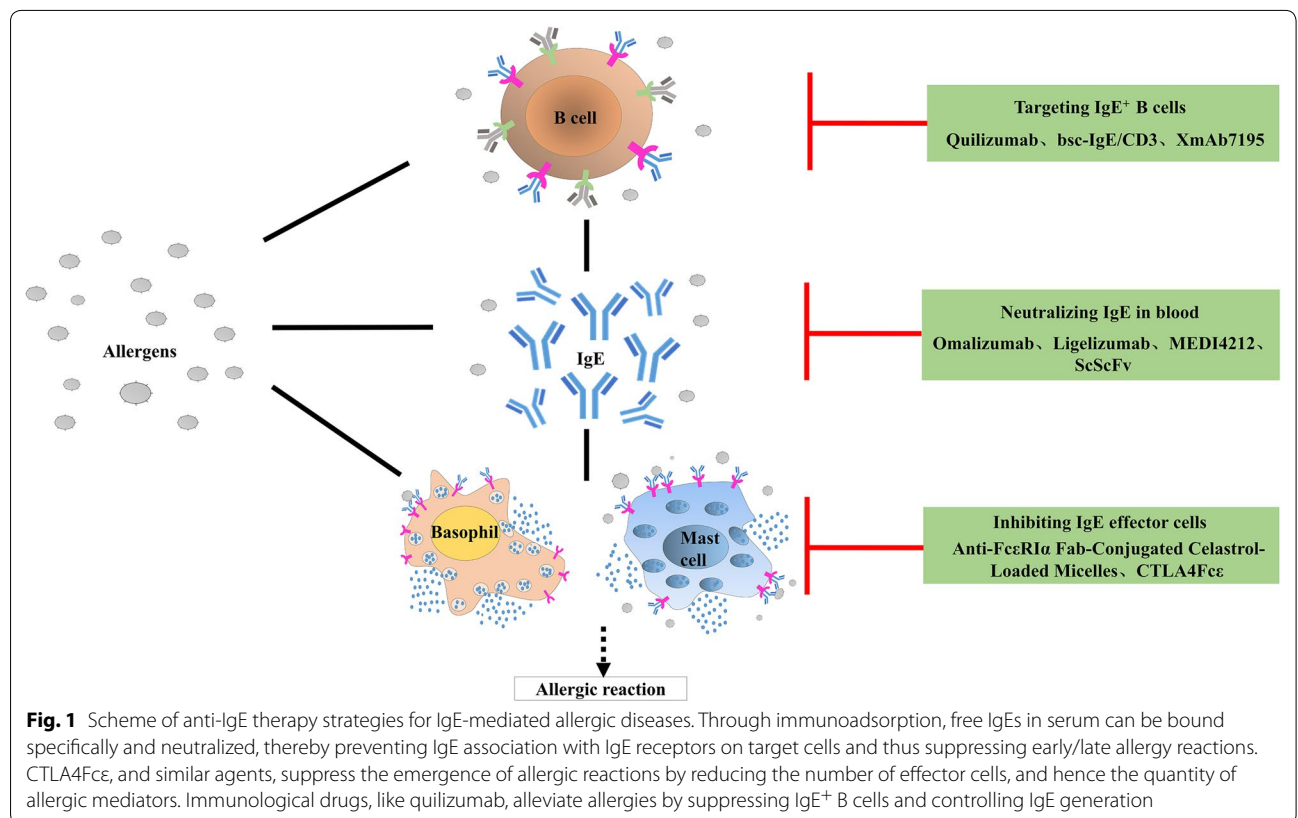 B cell
Targeting IgE⁺ B cells
Quilizumab、bsc-IgE/CD3、XmAb7195
Allergens
IgE
Neutralizing IgE in blood
Omalizumab、Ligelizumab、MEDI4212、
ScScFv
Basophil
Mast
cell
Inhibiting IgE effector cells
Anti-FcεRIα Fab-Conjugated Celastrol-
Loaded Micelles、CTLA4Fcε
Allergic reaction
Fig. 1 Scheme of anti-IgE therapy strategies for IgE-mediated allergic diseases. Through immunoadsorption, free IgEs in serum can be bound
specifically and neutralized, thereby preventing IgE association with IgE receptors on target cells and thus suppressing early/late allergy reactions.
CTLA4Fcε, and similar agents, suppress the emergence of allergic reactions by reducing the number of effector cells, and hence the quantity of
allergic mediators. Immunological drugs, like quilizumab, alleviate allergies by suppressing IgE⁺ B cells and controlling IgE generation